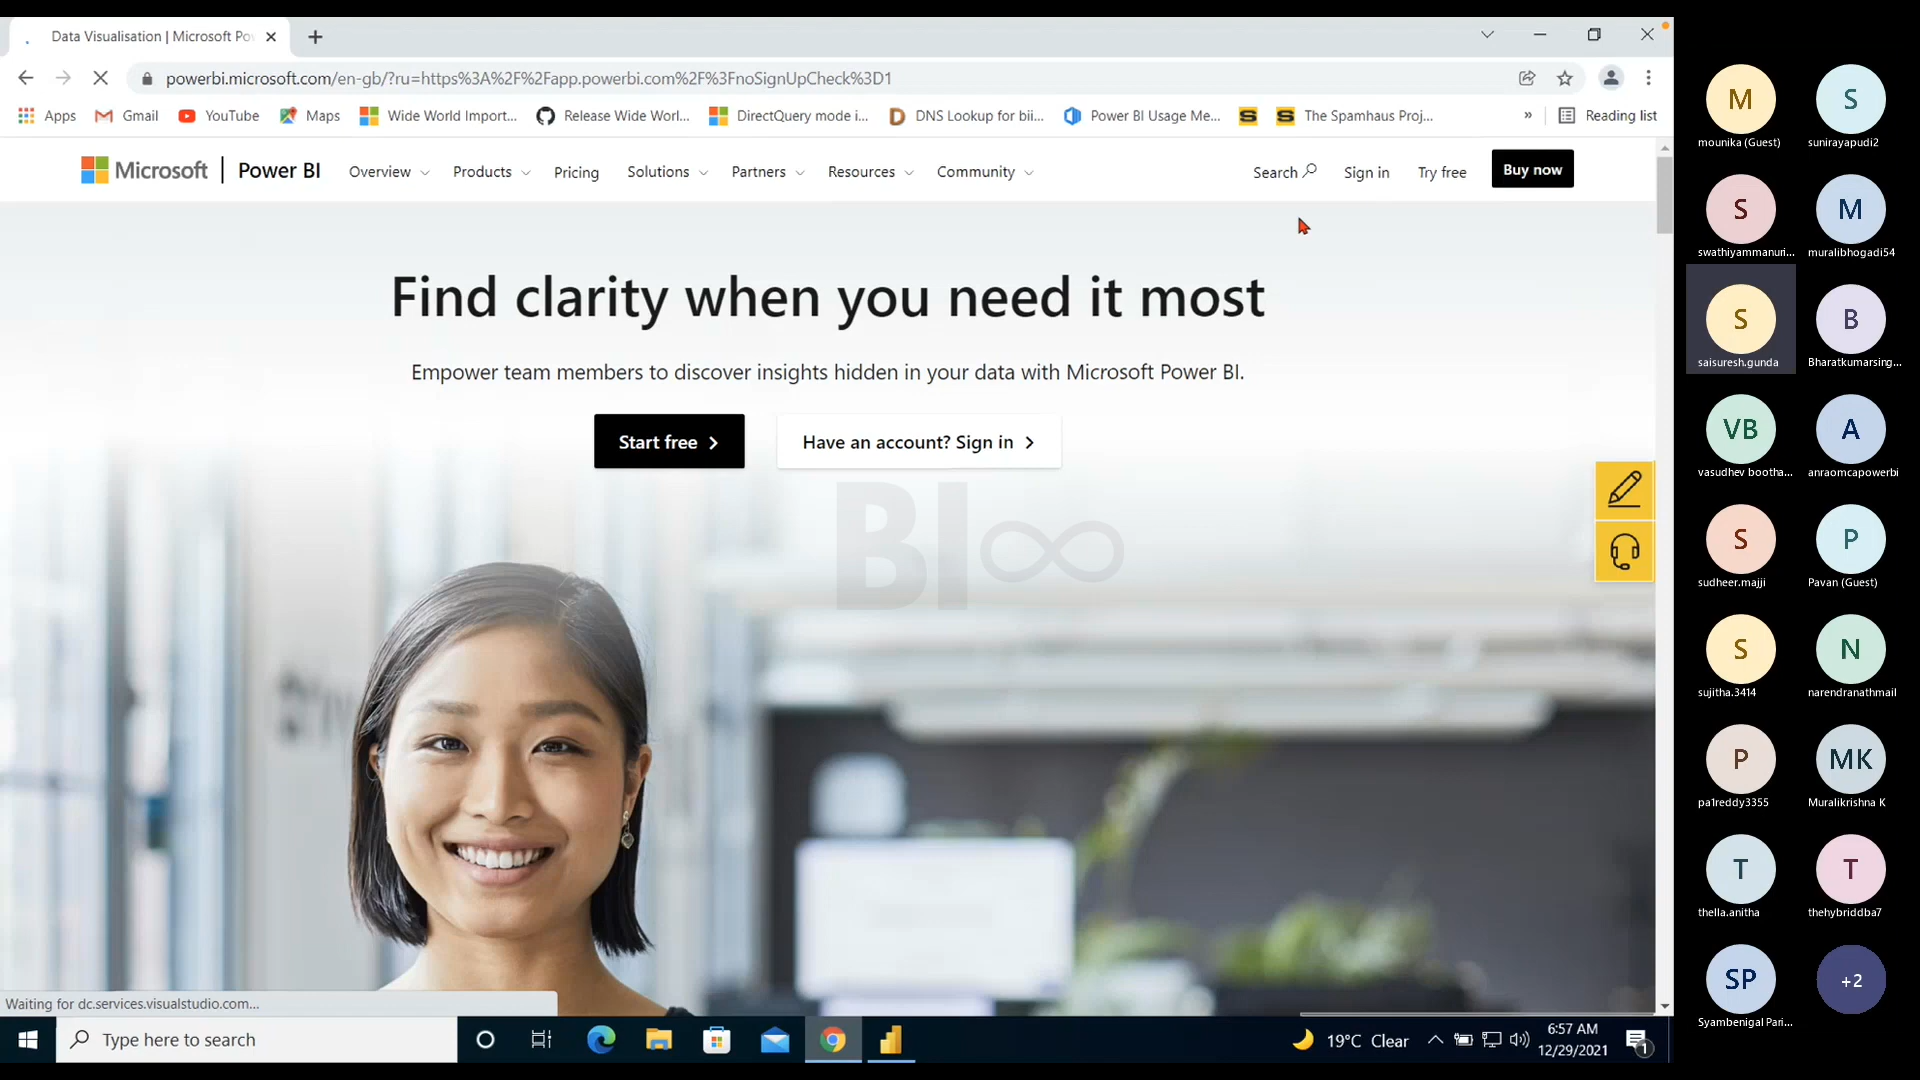 Data Visualisation | Microsoft Po
powerbi.microsoft.com/en-gb/?ru=https%3A%2F%2Fapp.powerbi.com%2F%3FnoSignUpCheck%3D1
Apps Gmail YouTube Maps Wide World Import... Release Wide Worl... DirectQuery mode i... DNS Lookup for bii... Power BI Usage Me... The Spamhaus Proj... » Reading list
Microsoft | Power BI Overview Products Pricing Solutions Partners Resources Community Search Sign in Try free Buy now
Find clarity when you need it most
Empower team members to discover insights hidden in your data with Microsoft Power BI.
Start free Have an account? Sign in
BI∞
Waiting for dc.services.visualstudio.com...
Type here to search
19°C Clear
6:57 AM
12/29/2021
1
M S
mounika (Guest) sunirayapudi2
S M
swathiyammanuri... muralibhogadi54
S B
saisuresh.gunda Bharatkumarsing...
VB A
vasudhev bootha... anraomcapowerbi
S P
sudheer.majji Pavan (Guest)
S N
sujitha.3414 narendranathmail
P MK
pa1reddy3355 Muralikrishna K
T T
thella.anitha thehybriddba7
SP +2
Syambenigal Pari...